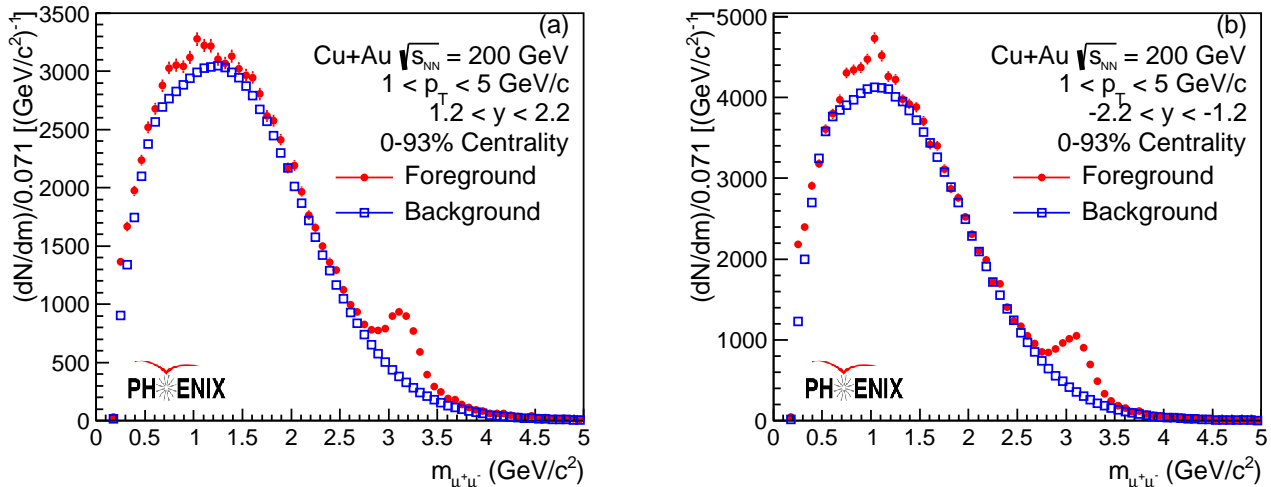 (dN/dm)/0.071 [(GeV/c²)⁻¹]
3500
3000
2500
2000
1500
1000
500
0
(a)
Cu+Au √s_NN = 200 GeV
1 < p_T < 5 GeV/c
1.2 < y < 2.2
0-93% Centrality
Foreground
Background
PHENIX
0 0.5 1 1.5 2 2.5 3 3.5 4 4.5 5
m_μ⁺μ⁻ (GeV/c²)
(dN/dm)/0.071 [(GeV/c²)⁻¹]
5000
4000
3000
2000
1000
0
(b)
Cu+Au √s_NN = 200 GeV
1 < p_T < 5 GeV/c
-2.2 < y < -1.2
0-93% Centrality
Foreground
Background
PHENIX
0 0.5 1 1.5 2 2.5 3 3.5 4 4.5 5
m_μ⁺μ⁻ (GeV/c²)